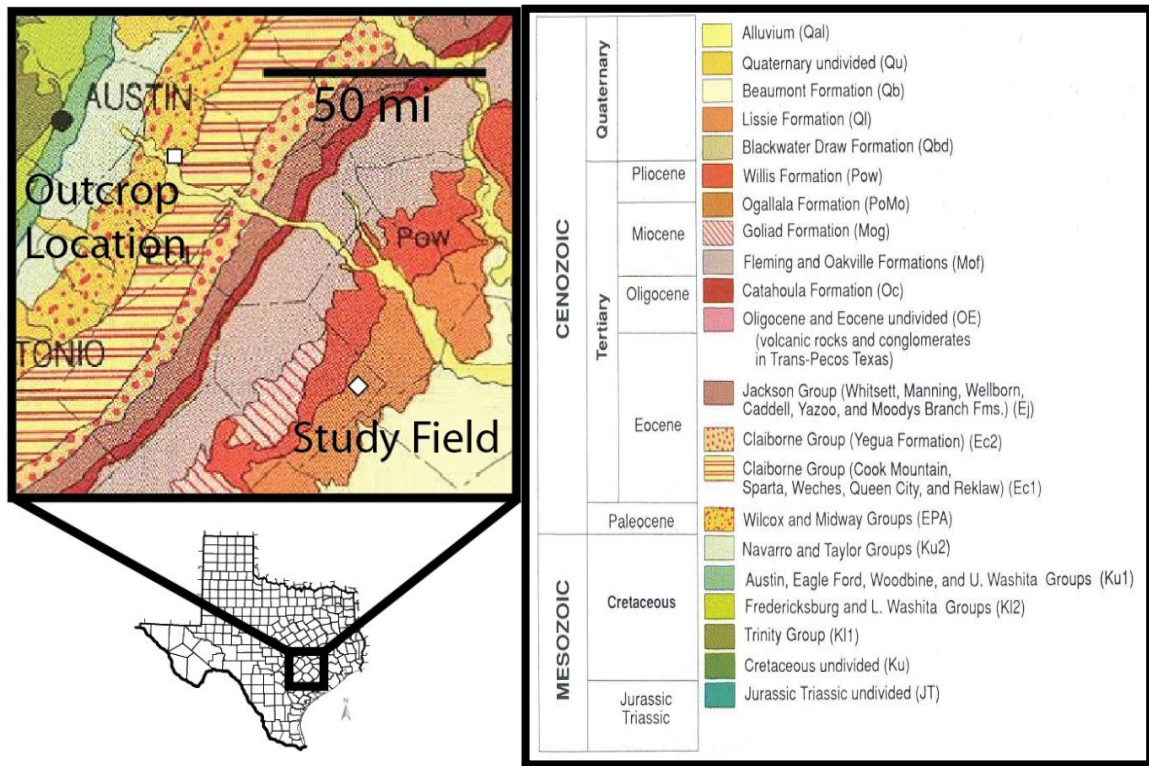 AUSTIN
50 mi
Outcrop
Location
TONIO
Pow
Study Field
N
CENOZOIC
MESOZOIC
Quaternary
Tertiary
Pliocene
Miocene
Oligocene
Eocene
Paleocene
Cretaceous
Jurassic
Triassic
Alluvium (Qal)
Quaternary undivided (Qu)
Beaumont Formation (Qb)
Lissie Formation (Ql)
Blackwater Draw Formation (Qbd)
Willis Formation (Pow)
Ogallala Formation (PoMo)
Goliad Formation (Mog)
Fleming and Oakville Formations (Mof)
Catahoula Formation (Oc)
Oligocene and Eocene undivided (OE)
(volcanic rocks and conglomerates
in Trans-Pecos Texas)
Jackson Group (Whitsett, Manning, Wellborn,
Caddell, Yazoo, and Moodys Branch Fms.) (Ej)
Claiborne Group (Yegua Formation) (Ec2)
Claiborne Group (Cook Mountain,
Sparta, Weches, Queen City, and Reklaw) (Ec1)
Wilcox and Midway Groups (EPA)
Navarro and Taylor Groups (Ku2)
Austin, Eagle Ford, Woodbine, and U. Washita Groups (Ku1)
Fredericksburg and L. Washita Groups (Kl2)
Trinity Group (Kl1)
Cretaceous undivided (Ku)
Jurassic Triassic undivided (JT)